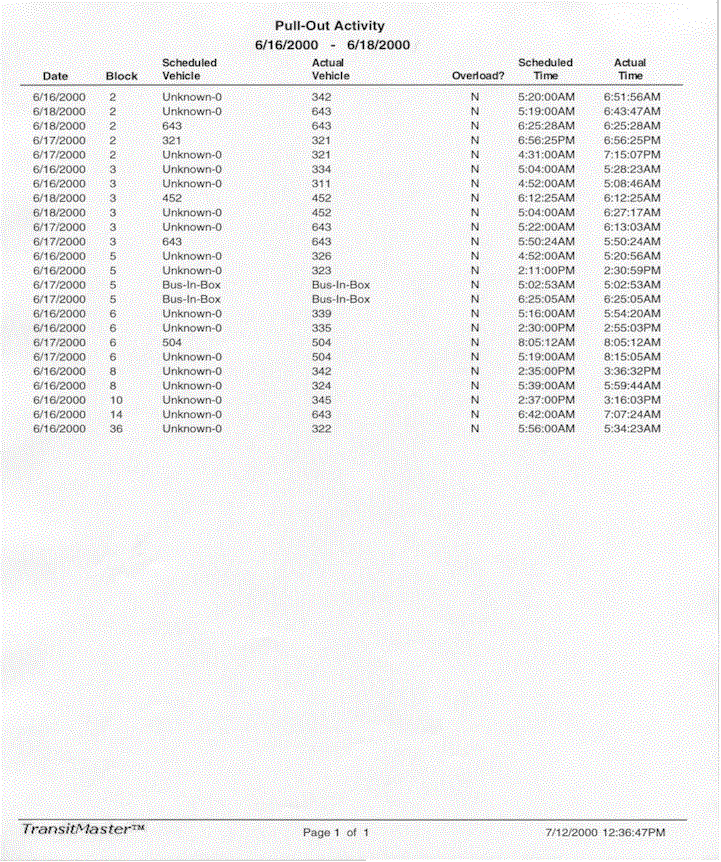 Pull-Out Activity
6/16/2000 - 6/18/2000
Scheduled Actual Scheduled Actual
Date Block Vehicle Vehicle Overload? Time Time
6/16/2000 2 Unknown-0 342 N 5:20:00AM 6:51:56AM
6/18/2000 2 Unknown-0 643 N 5:19:00AM 6:43:47AM
6/18/2000 2 643 643 N 6:25:28AM 6:25:28AM
6/17/2000 2 321 321 N 6:56:25PM 6:56:25PM
6/17/2000 2 Unknown-0 321 N 4:31:00AM 7:15:07PM
6/16/2000 3 Unknown-0 334 N 5:04:00AM 5:28:23AM
6/16/2000 3 Unknown-0 311 N 4:52:00AM 5:08:46AM
6/18/2000 3 452 452 N 6:12:25AM 6:12:25AM
6/18/2000 3 Unknown-0 452 N 5:04:00AM 6:27:17AM
6/17/2000 3 Unknown-0 643 N 5:22:00AM 6:13:03AM
6/17/2000 3 643 643 N 5:50:24AM 5:50:24AM
6/16/2000 5 Unknown-0 326 N 4:52:00AM 5:20:56AM
6/16/2000 5 Unknown-0 323 N 2:11:00PM 2:30:59PM
6/17/2000 5 Bus-In-Box Bus-In-Box N 5:02:53AM 5:02:53AM
6/17/2000 5 Bus-In-Box Bus-In-Box N 6:25:05AM 6:25:05AM
6/16/2000 6 Unknown-0 339 N 5:16:00AM 5:54:20AM
6/16/2000 6 Unknown-0 335 N 2:30:00PM 2:55:03PM
6/17/2000 6 504 504 N 8:05:12AM 8:05:12AM
6/17/2000 6 Unknown-0 504 N 5:19:00AM 8:15:05AM
6/16/2000 8 Unknown-0 342 N 2:35:00PM 3:36:32PM
6/16/2000 8 Unknown-0 324 N 5:39:00AM 5:59:44AM
6/16/2000 10 Unknown-0 345 N 2:37:00PM 3:16:03PM
6/16/2000 14 Unknown-0 643 N 6:42:00AM 7:07:24AM
6/16/2000 36 Unknown-0 322 N 5:56:00AM 5:34:23AM
TransitMaster™ Page 1 of 1 7/12/2000 12:36:47PM